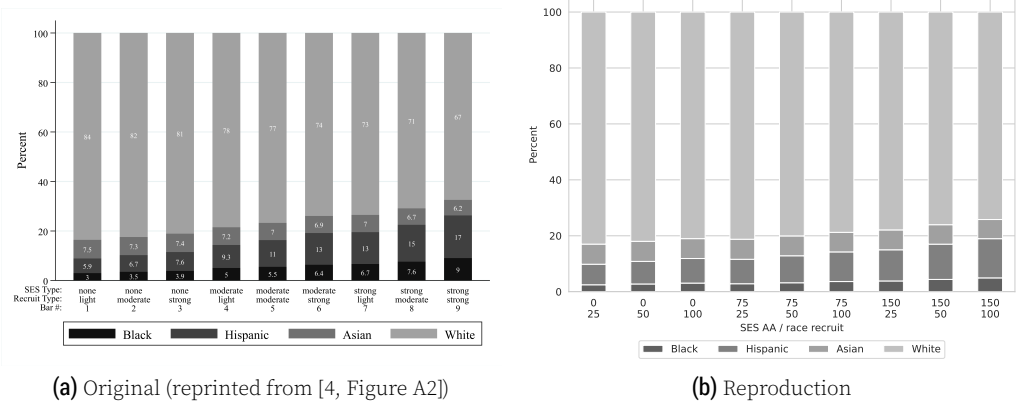 100
80
60
40
20
0
Percent
84 82 81 78 77 74 73 71 67
7.5 7.3 7.4 7.2 7 6.9 7 6.7 6.2
5.9 6.7 7.6 9.3 11 13 13 15 17
3 3.5 3.9 5 5.5 6.4 6.7 7.6 9
SES Type: none none none moderate moderate moderate strong strong strong
Recruit Type: light moderate strong light moderate strong light moderate strong
Bar #: 1 2 3 4 5 6 7 8 9
Black Hispanic Asian White
(a) Original (reprinted from [4, Figure A2])
100
80
60
40
20
0
Percent
0 0 0 75 75 75 150 150 150
25 50 100 25 50 100 25 50 100
SES AA / race recruit
Black Hispanic Asian White
(b) Reproduction